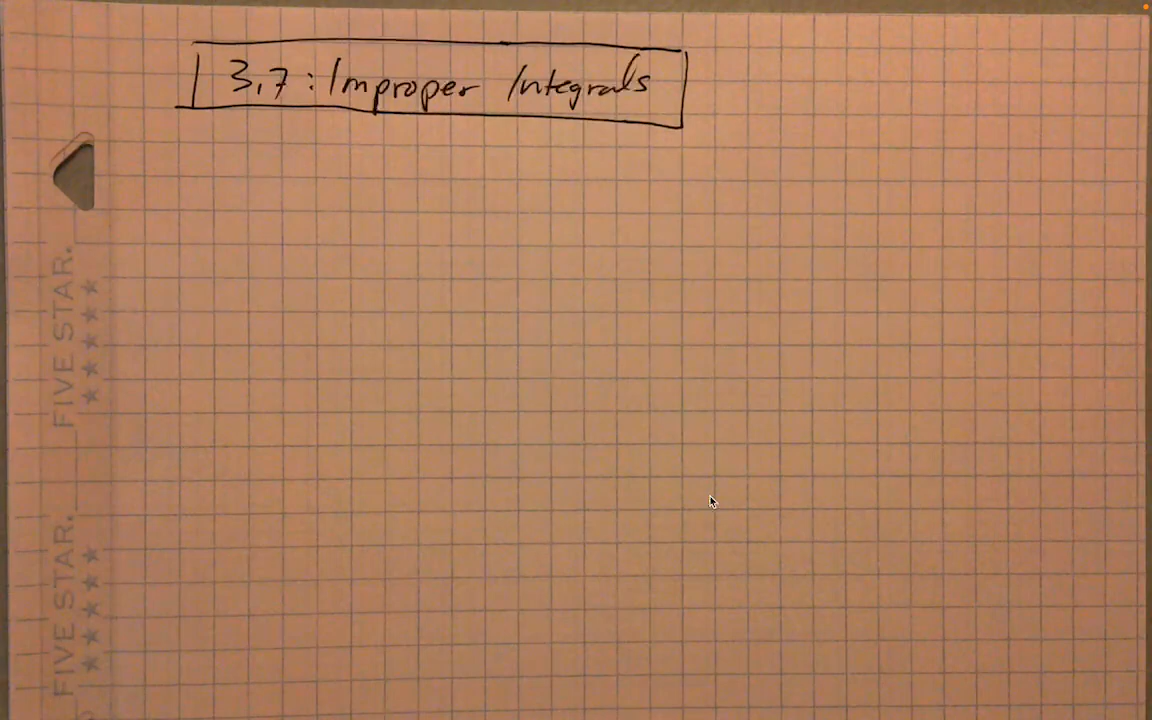 3.7: Improper Integrals
FIVE STAR.
★★★★★
FIVE STAR.
★★★★★